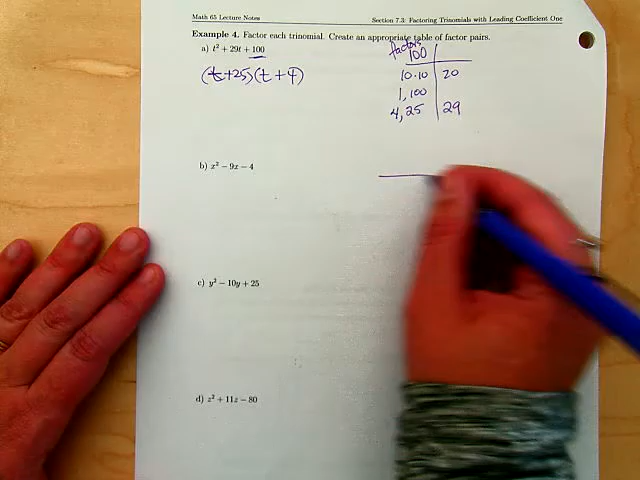 Math 65 Lecture Notes
Section 7.3: Factoring Trinomials with Leading Coefficient One
Example 4. Factor each trinomial. Create an appropriate table of factor pairs.
a) t² + 29t + 100
(t+25)(t+4)
factors
100
10·10 20
1, 100
4, 25 29
b) x² − 9x − 4
c) y² − 10y + 25
d) z² + 11z − 80